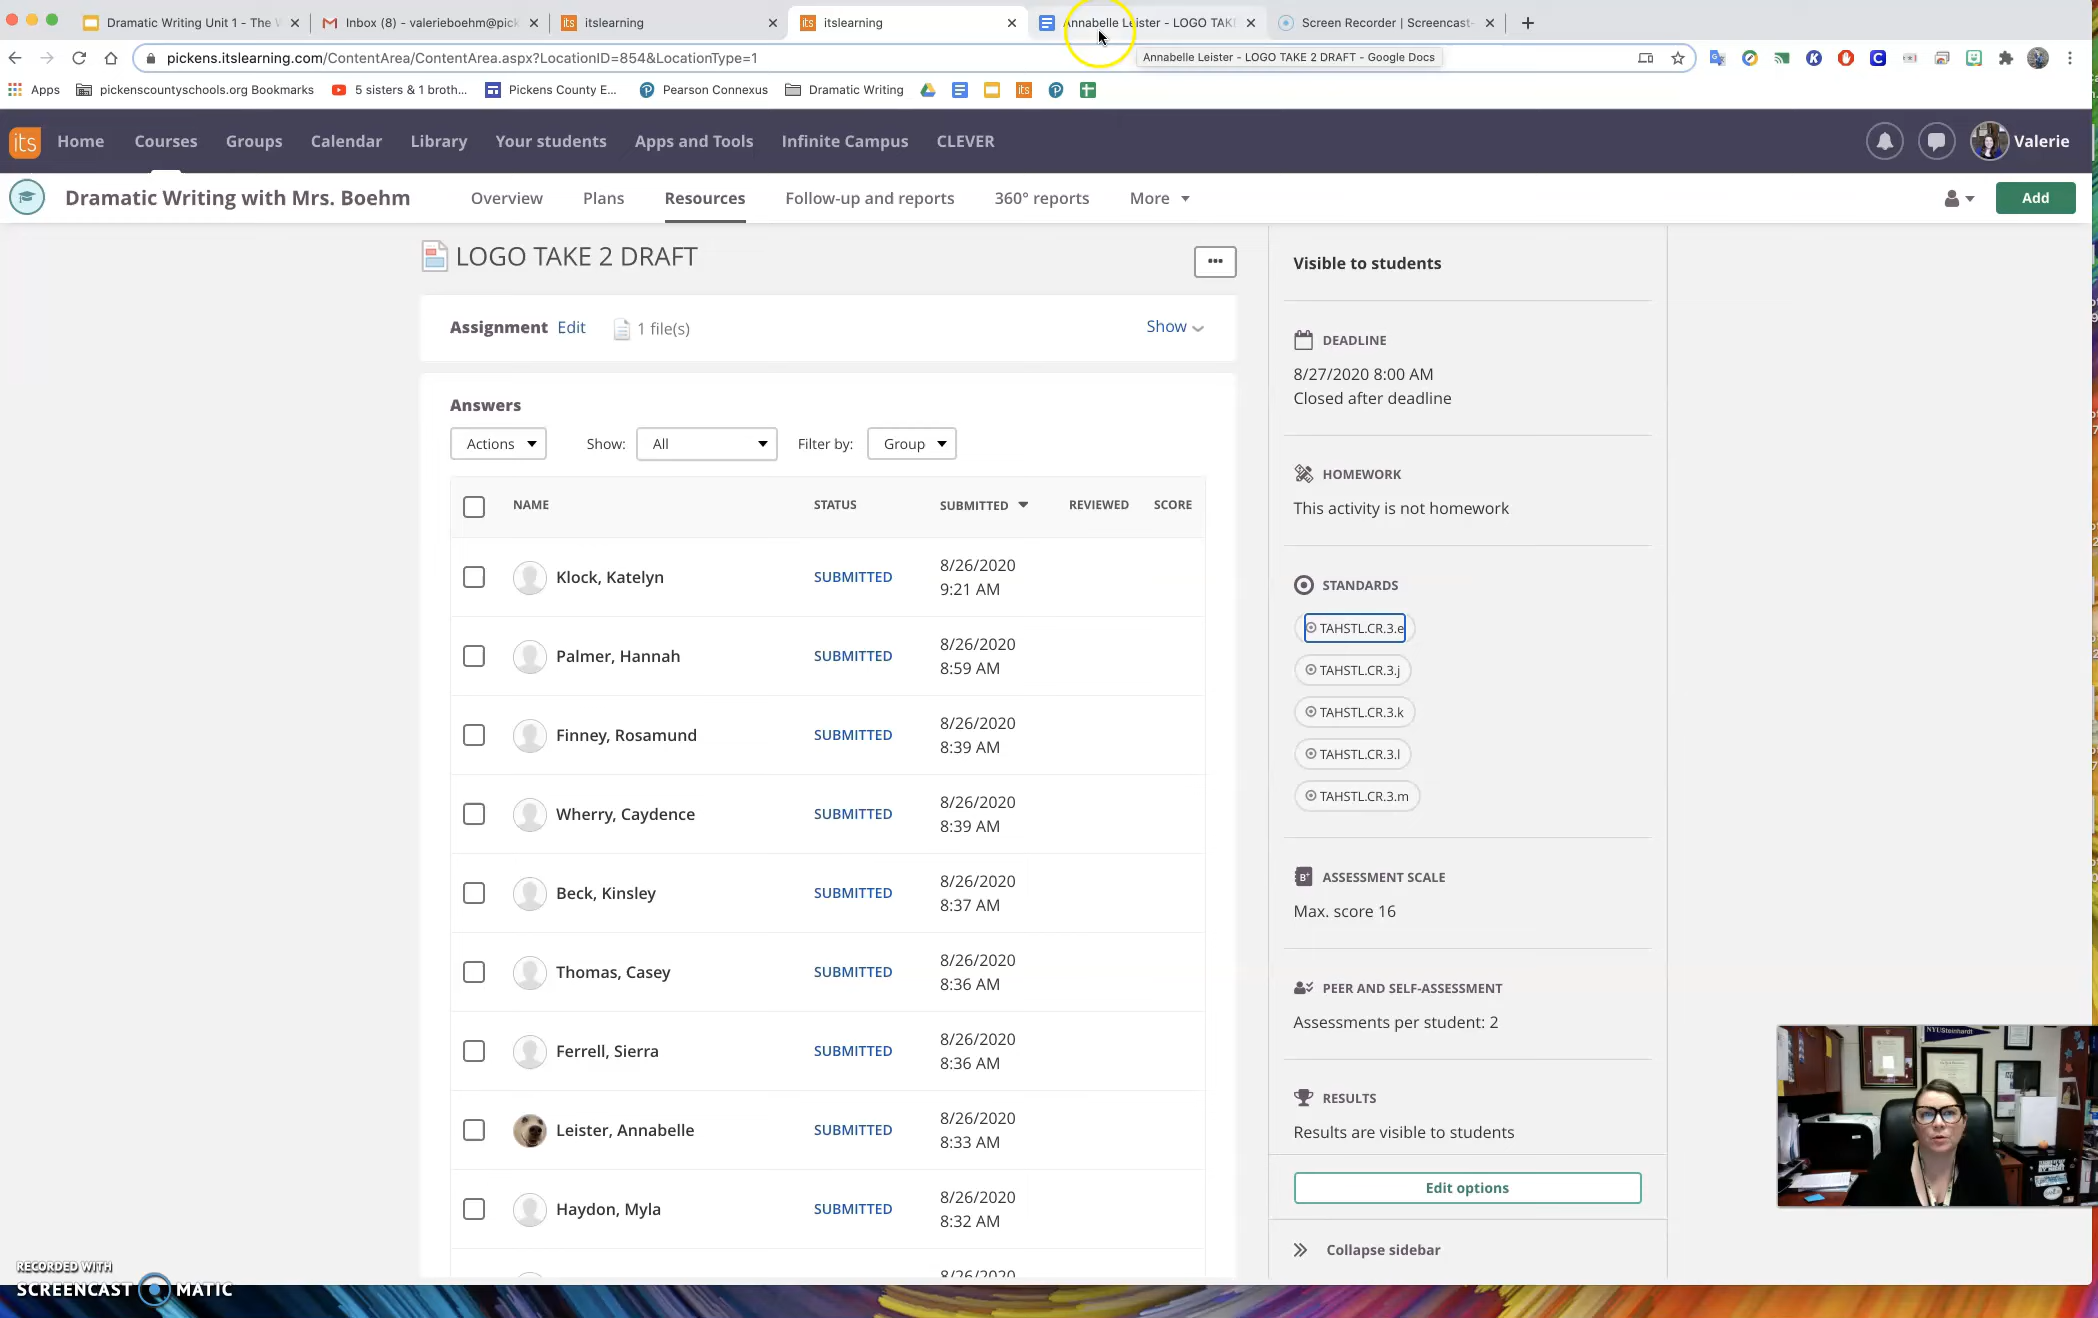 Dramatic Writing Unit 1 - The
Inbox (8) - valerieboehm@pick
itslearning
itslearning
Annabelle Leister - LOGO TAK
Screen Recorder | Screencast-
pickens.itslearning.com/ContentArea/ContentArea.aspx?LocationID=854&LocationType=1
Annabelle Leister - LOGO TAKE 2 DRAFT - Google Docs
Apps
pickenscountyschools.org Bookmarks
5 sisters & 1 broth...
Pickens County E...
Pearson Connexus
Dramatic Writing
its
its
Home
Courses
Groups
Calendar
Library
Your students
Apps and Tools
Infinite Campus
CLEVER
Valerie
Dramatic Writing with Mrs. Boehm
Overview
Plans
Resources
Follow-up and reports
360° reports
More
Add
LOGO TAKE 2 DRAFT
Assignment Edit 1 file(s)
Show
Answers
Actions
Show:
All
Filter by:
Group
NAME STATUS SUBMITTED REVIEWED SCORE
Klock, Katelyn SUBMITTED 8/26/2020
9:21 AM
Palmer, Hannah SUBMITTED 8/26/2020
8:59 AM
Finney, Rosamund SUBMITTED 8/26/2020
8:39 AM
Wherry, Caydence SUBMITTED 8/26/2020
8:39 AM
Beck, Kinsley SUBMITTED 8/26/2020
8:37 AM
Thomas, Casey SUBMITTED 8/26/2020
8:36 AM
Ferrell, Sierra SUBMITTED 8/26/2020
8:36 AM
Leister, Annabelle SUBMITTED 8/26/2020
8:33 AM
Haydon, Myla SUBMITTED 8/26/2020
8:32 AM
8/26/2020
Visible to students
DEADLINE
8/27/2020 8:00 AM
Closed after deadline
HOMEWORK
This activity is not homework
STANDARDS
TAHSTL.CR.3.e
TAHSTL.CR.3.j
TAHSTL.CR.3.k
TAHSTL.CR.3.l
TAHSTL.CR.3.m
ASSESSMENT SCALE
Max. score 16
PEER AND SELF-ASSESSMENT
Assessments per student: 2
RESULTS
Results are visible to students
Edit options
Collapse sidebar
NYUSteinhardt
RECORDED WITH
SCREENCAST MATIC